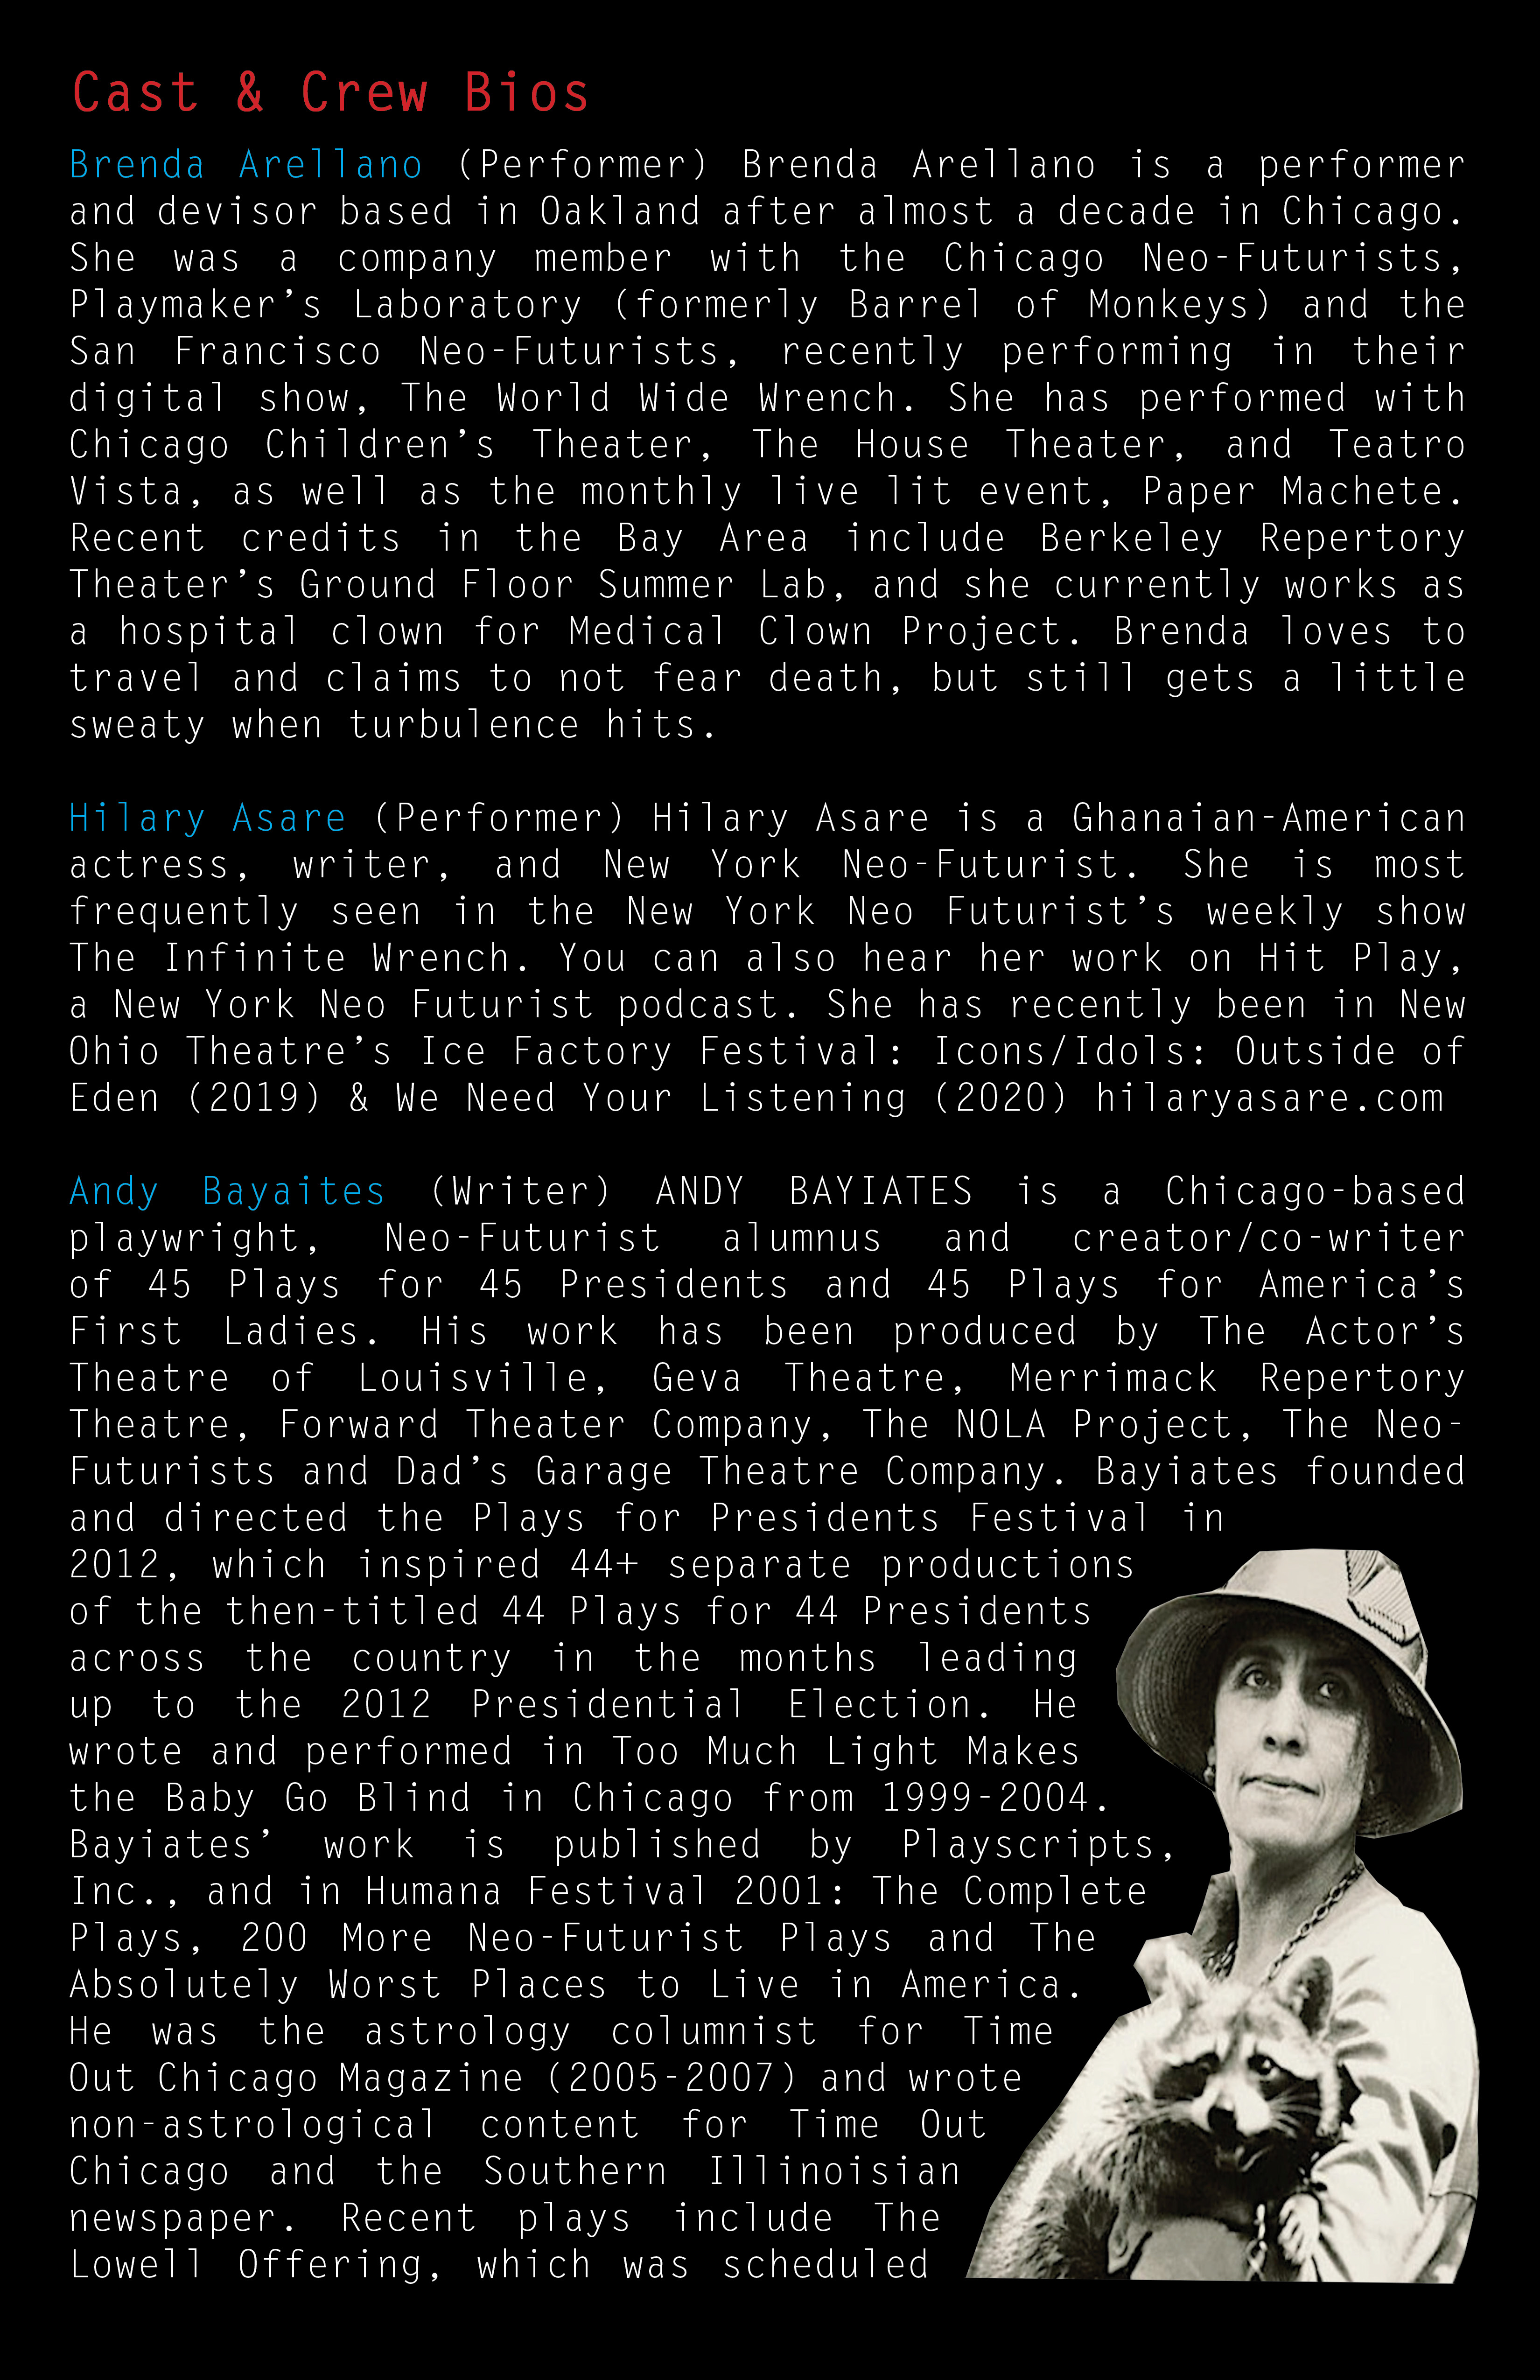 Cast & Crew Bios
Brenda Arellano (Performer) Brenda Arellano is a performer
and devisor based in Oakland after almost a decade in Chicago.
She was a company member with the Chicago Neo-Futurists,
Playmaker’s Laboratory (formerly Barrel of Monkeys) and the
San Francisco Neo-Futurists, recently performing in their
digital show, The World Wide Wrench. She has performed with
Chicago Children’s Theater, The House Theater, and Teatro
Vista, as well as the monthly live lit event, Paper Machete.
Recent credits in the Bay Area include Berkeley Repertory
Theater’s Ground Floor Summer Lab, and she currently works as
a hospital clown for Medical Clown Project. Brenda loves to
travel and claims to not fear death, but still gets a little
sweaty when turbulence hits.
Hilary Asare (Performer) Hilary Asare is a Ghanaian-American
actress, writer, and New York Neo-Futurist. She is most
frequently seen in the New York Neo Futurist’s weekly show
The Infinite Wrench. You can also hear her work on Hit Play,
a New York Neo Futurist podcast. She has recently been in New
Ohio Theatre’s Ice Factory Festival: Icons/Idols: Outside of
Eden (2019) & We Need Your Listening (2020) hilaryasare.com
Andy Bayaites (Writer) ANDY BAYIATES is a Chicago-based
playwright, Neo-Futurist alumnus and creator/co-writer
of 45 Plays for 45 Presidents and 45 Plays for America’s
First Ladies. His work has been produced by The Actor’s
Theatre of Louisville, Geva Theatre, Merrimack Repertory
Theatre, Forward Theater Company, The NOLA Project, The Neo-
Futurists and Dad’s Garage Theatre Company. Bayiates founded
and directed the Plays for Presidents Festival in
2012, which inspired 44+ separate productions
of the then-titled 44 Plays for 44 Presidents
across the country in the months leading
up to the 2012 Presidential Election. He
wrote and performed in Too Much Light Makes
the Baby Go Blind in Chicago from 1999-2004.
Bayiates’ work is published by Playscripts,
Inc., and in Humana Festival 2001: The Complete
Plays, 200 More Neo-Futurist Plays and The
Absolutely Worst Places to Live in America.
He was the astrology columnist for Time
Out Chicago Magazine (2005-2007) and wrote
non-astrological content for Time Out
Chicago and the Southern Illinoisian
newspaper. Recent plays include The
Lowell Offering, which was scheduled